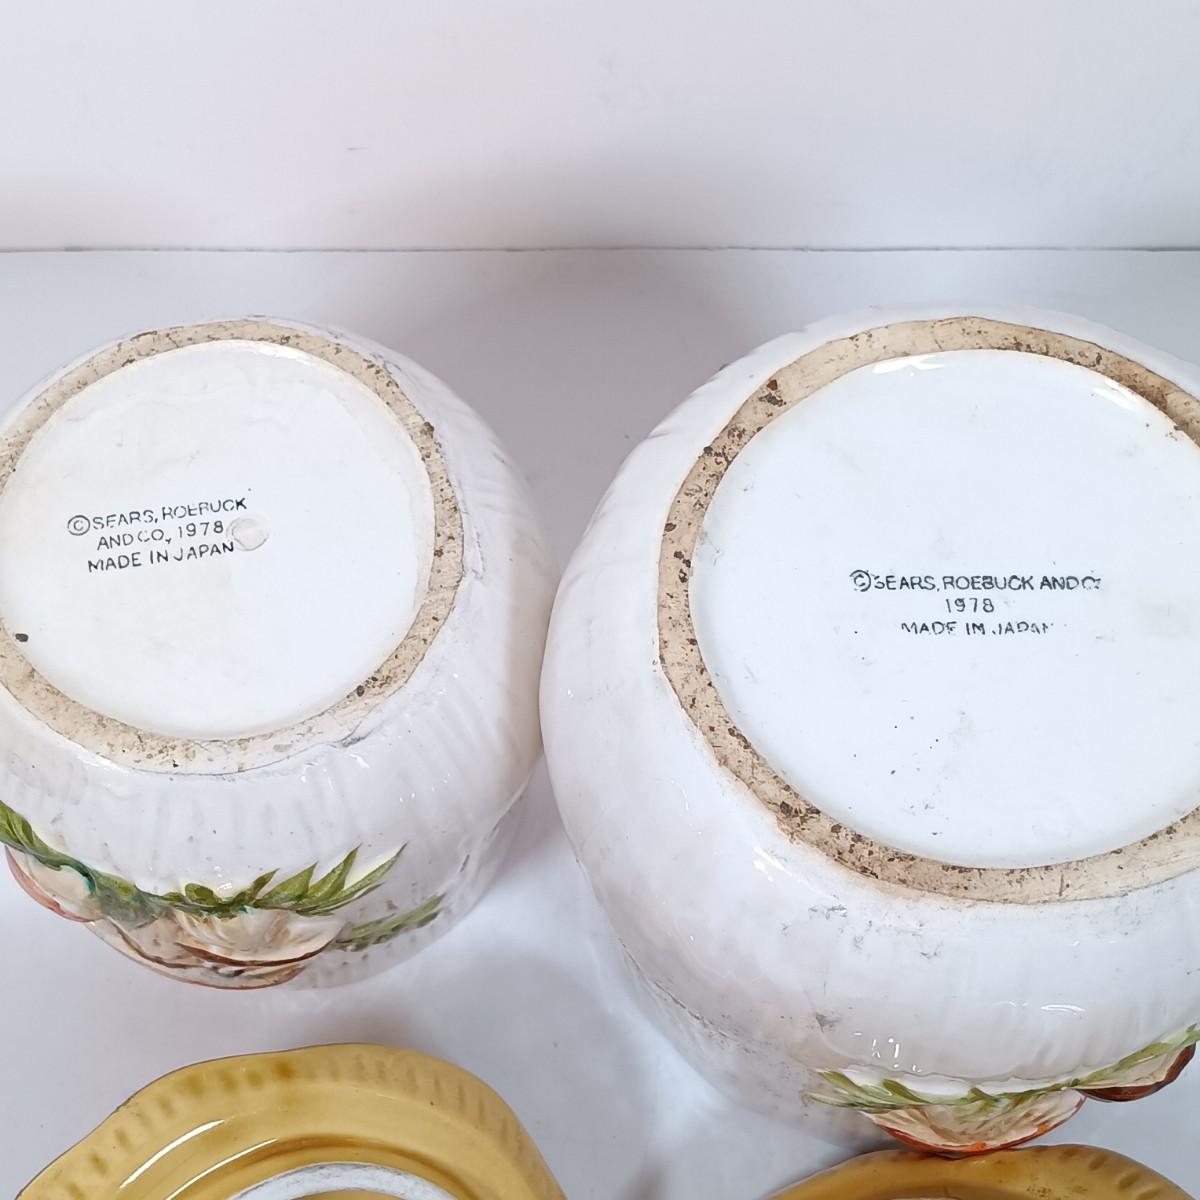 ©SEARS, ROEBUCK
AND CO., 1978
MADE IN JAPAN
©SEARS, ROEBUCK AND CO.
1978
MADE IN JAPAN